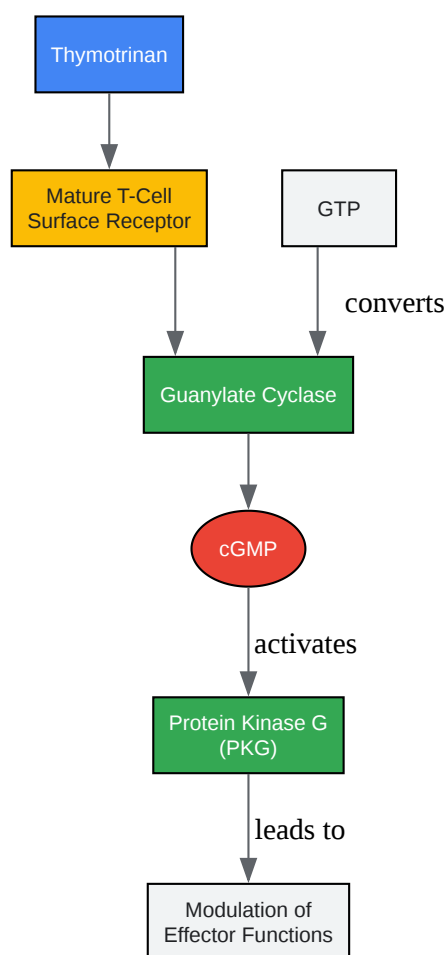 Thymotrinan
Mature T-Cell
Surface Receptor
GTP
converts
Guanylate Cyclase
cGMP
activates
Protein Kinase G
(PKG)
leads to
Modulation of
Effector Functions